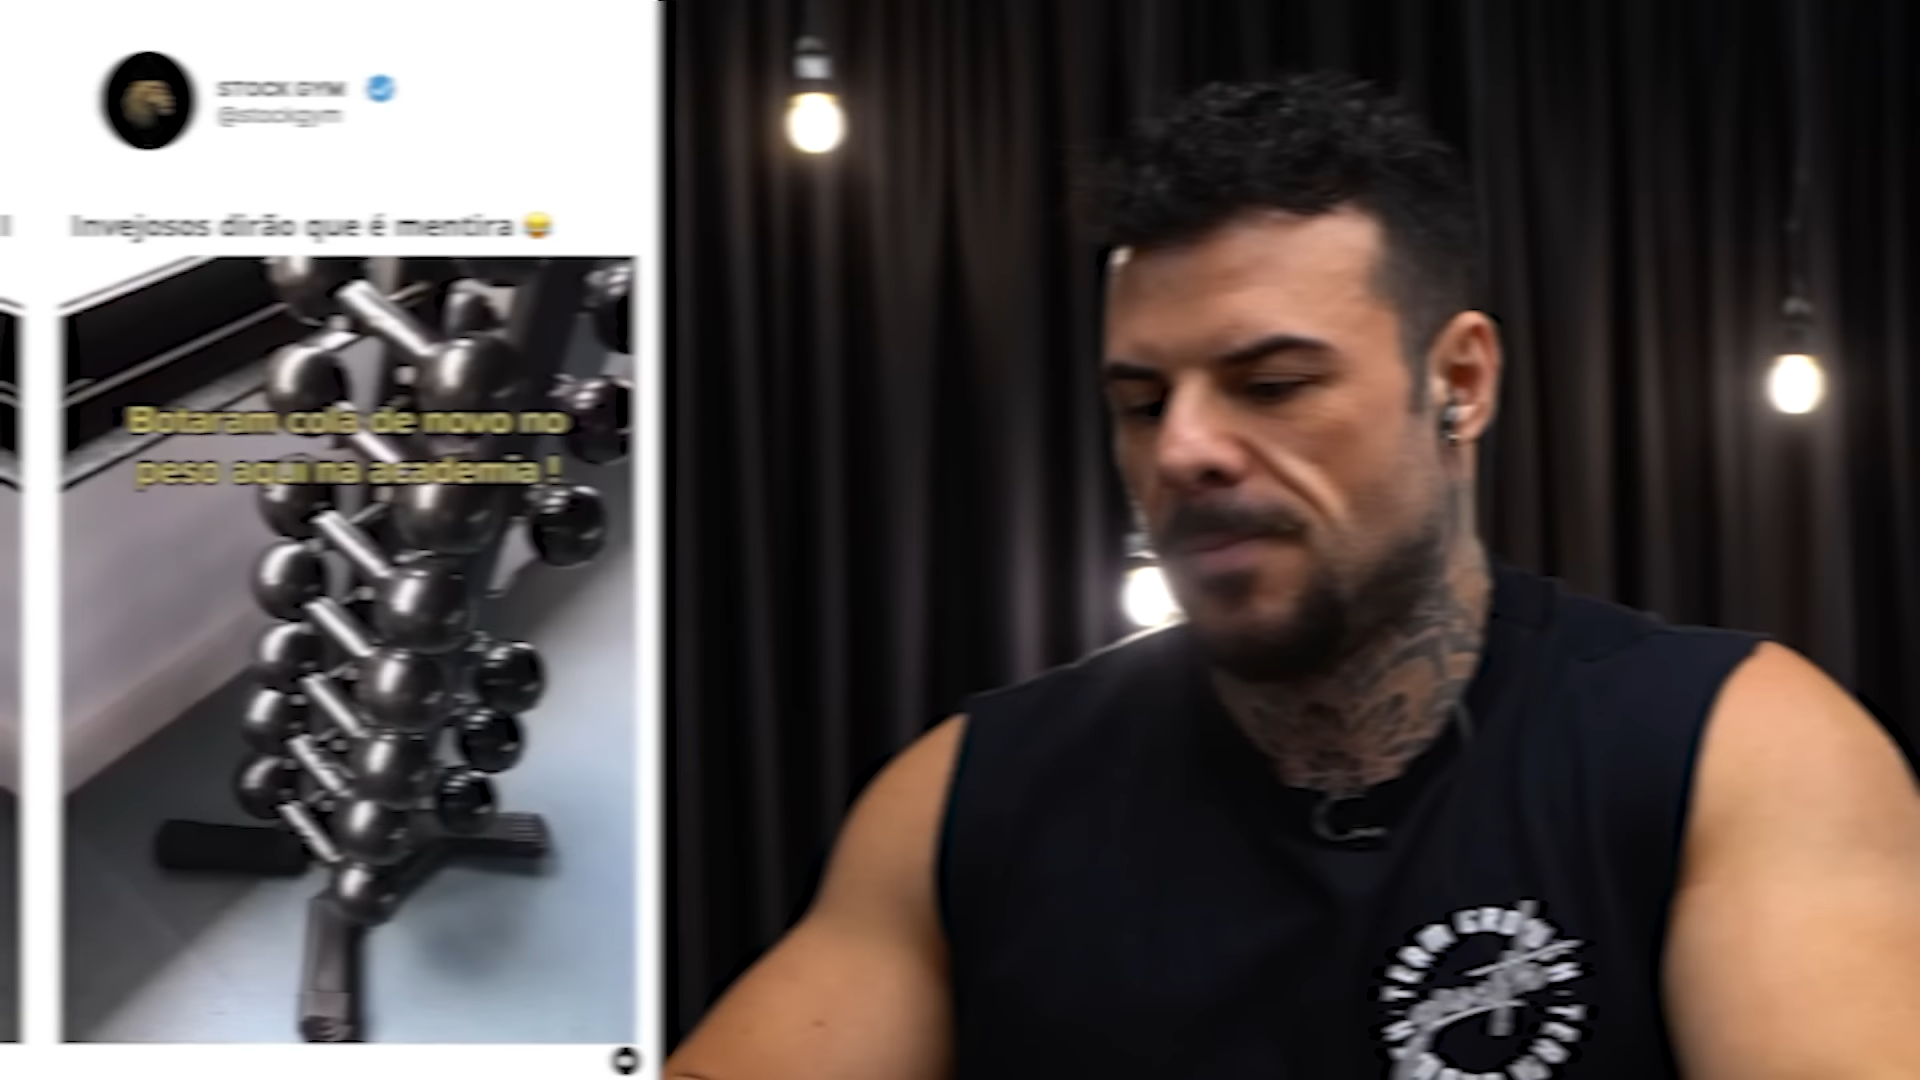 STOCK GYM
@stockgym
Invejosos dirão que é mentira 😄
Botaram cola de novo no
peso aqui na academia !
TEAM